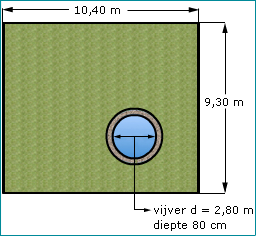 10,40 m
9,30 m
vijver d = 2,80 m
diepte 80 cm